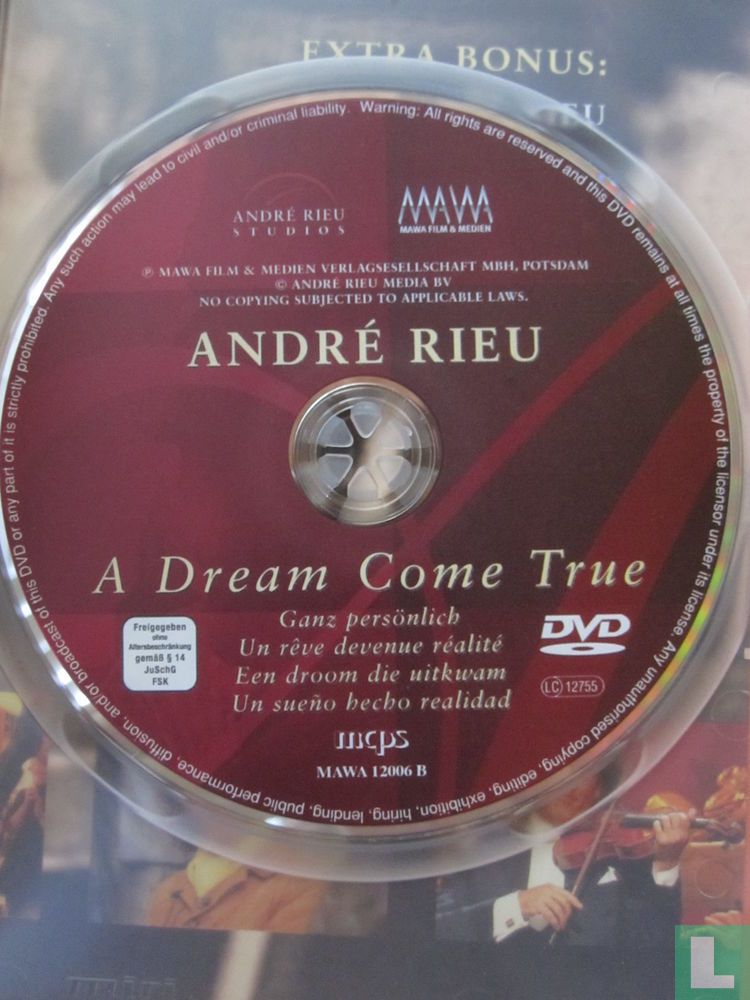 EXTRA BONUS:
IEU
Warning: All rights are reserved and this DVD remains at all times the property of the licensor under its license. Any unauthorised copying, editing, exhibition, hiring, lending, public performance, diffusion, and/or broadcast of this DVD or any part of it is strictly prohibited. Any such action may lead to civil and/or criminal liability.
ANDRÉ RIEU
STUDIOS
MAWA
MAWA FILM & MEDIEN
℗ MAWA FILM & MEDIEN VERLAGSESELLSCHAFT MBH, POTSDAM
© ANDRÉ RIEU MEDIA BV
NO COPYING SUBJECTED TO APPLICABLE LAWS.
ANDRÉ RIEU
A Dream Come True
Ganz persönlich
Un rêve devenue réalité
Een droom die uitkwam
Un sueño hecho realidad
Freigegeben
ohne
Altersbeschränkung
gemäß § 14
JuSchG
FSK
DVD
LC 12755
mcps
MAWA 12006 B
L